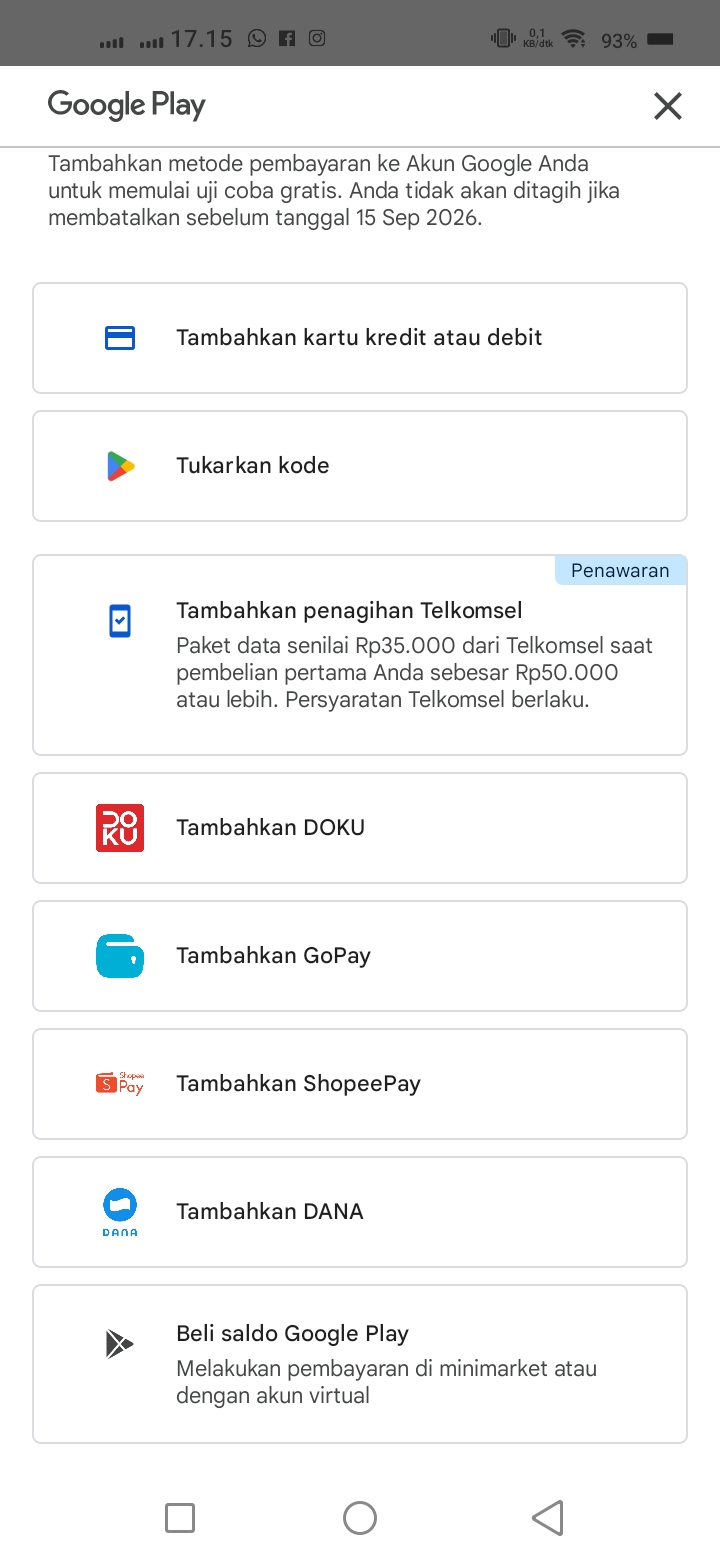 17.15
0,1
KB/dtk
93%
Google Play
Tambahkan metode pembayaran ke Akun Google Anda
untuk memulai uji coba gratis. Anda tidak akan ditagih jika
membatalkan sebelum tanggal 15 Sep 2026.
Tambahkan kartu kredit atau debit
Tukarkan kode
Penawaran
Tambahkan penagihan Telkomsel
Paket data senilai Rp35.000 dari Telkomsel saat
pembelian pertama Anda sebesar Rp50.000
atau lebih. Persyaratan Telkomsel berlaku.
DO
KU
Tambahkan DOKU
Tambahkan GoPay
Shopee
S Pay
Tambahkan ShopeePay
DANA
Tambahkan DANA
Beli saldo Google Play
Melakukan pembayaran di minimarket atau
dengan akun virtual